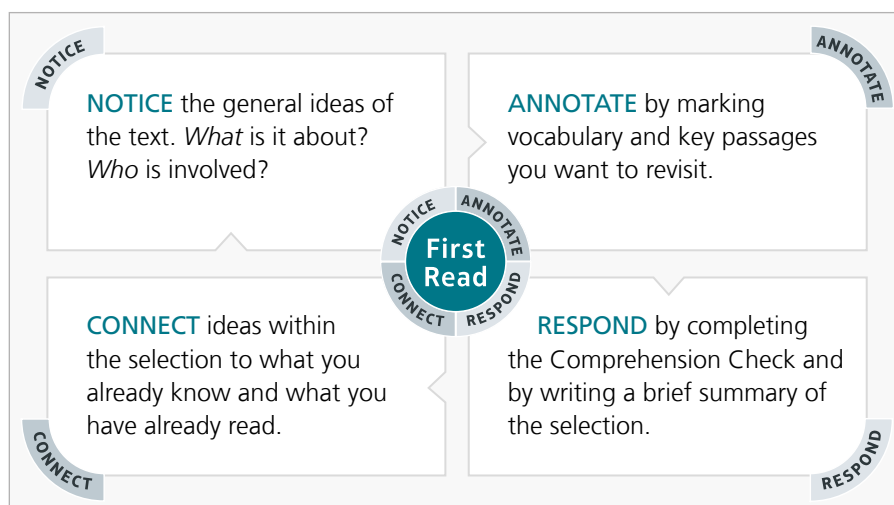 NOTICE
NOTICE the general ideas of
the text. What is it about?
Who is involved?
ANNOTATE
ANNOTATE by marking
vocabulary and key passages
you want to revisit.
NOTICE
ANNOTATE
First
Read
CONNECT
RESPOND
CONNECT ideas within
the selection to what you
already know and what you
have already read.
CONNECT
RESPOND by completing
the Comprehension Check and
by writing a brief summary of
the selection.
RESPOND